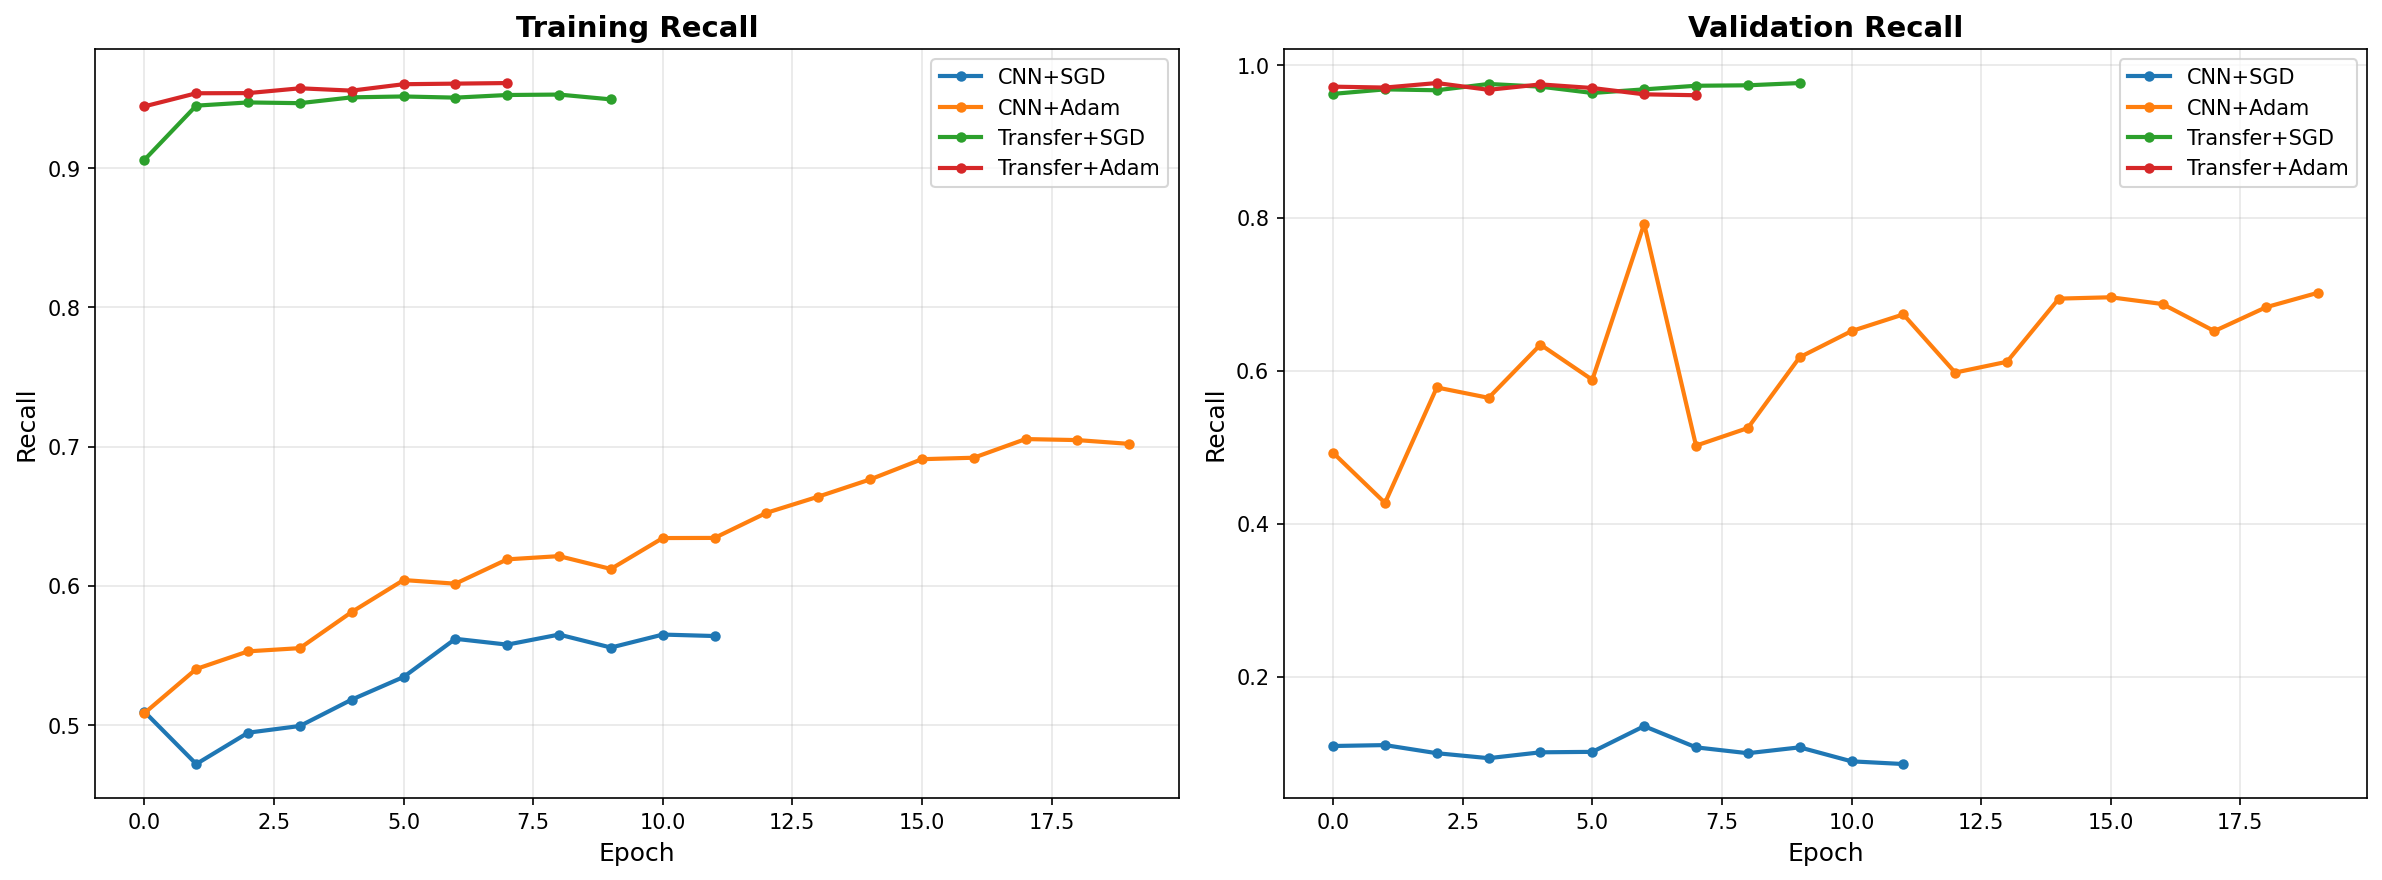 Training Recall
CNN+SGD
CNN+Adam
Transfer+SGD
Transfer+Adam
Recall
0.9
0.8
0.7
0.6
0.5
0.0 2.5 5.0 7.5 10.0 12.5 15.0 17.5
Epoch
Validation Recall
CNN+SGD
CNN+Adam
Transfer+SGD
Transfer+Adam
Recall
1.0
0.8
0.6
0.4
0.2
0.0 2.5 5.0 7.5 10.0 12.5 15.0 17.5
Epoch